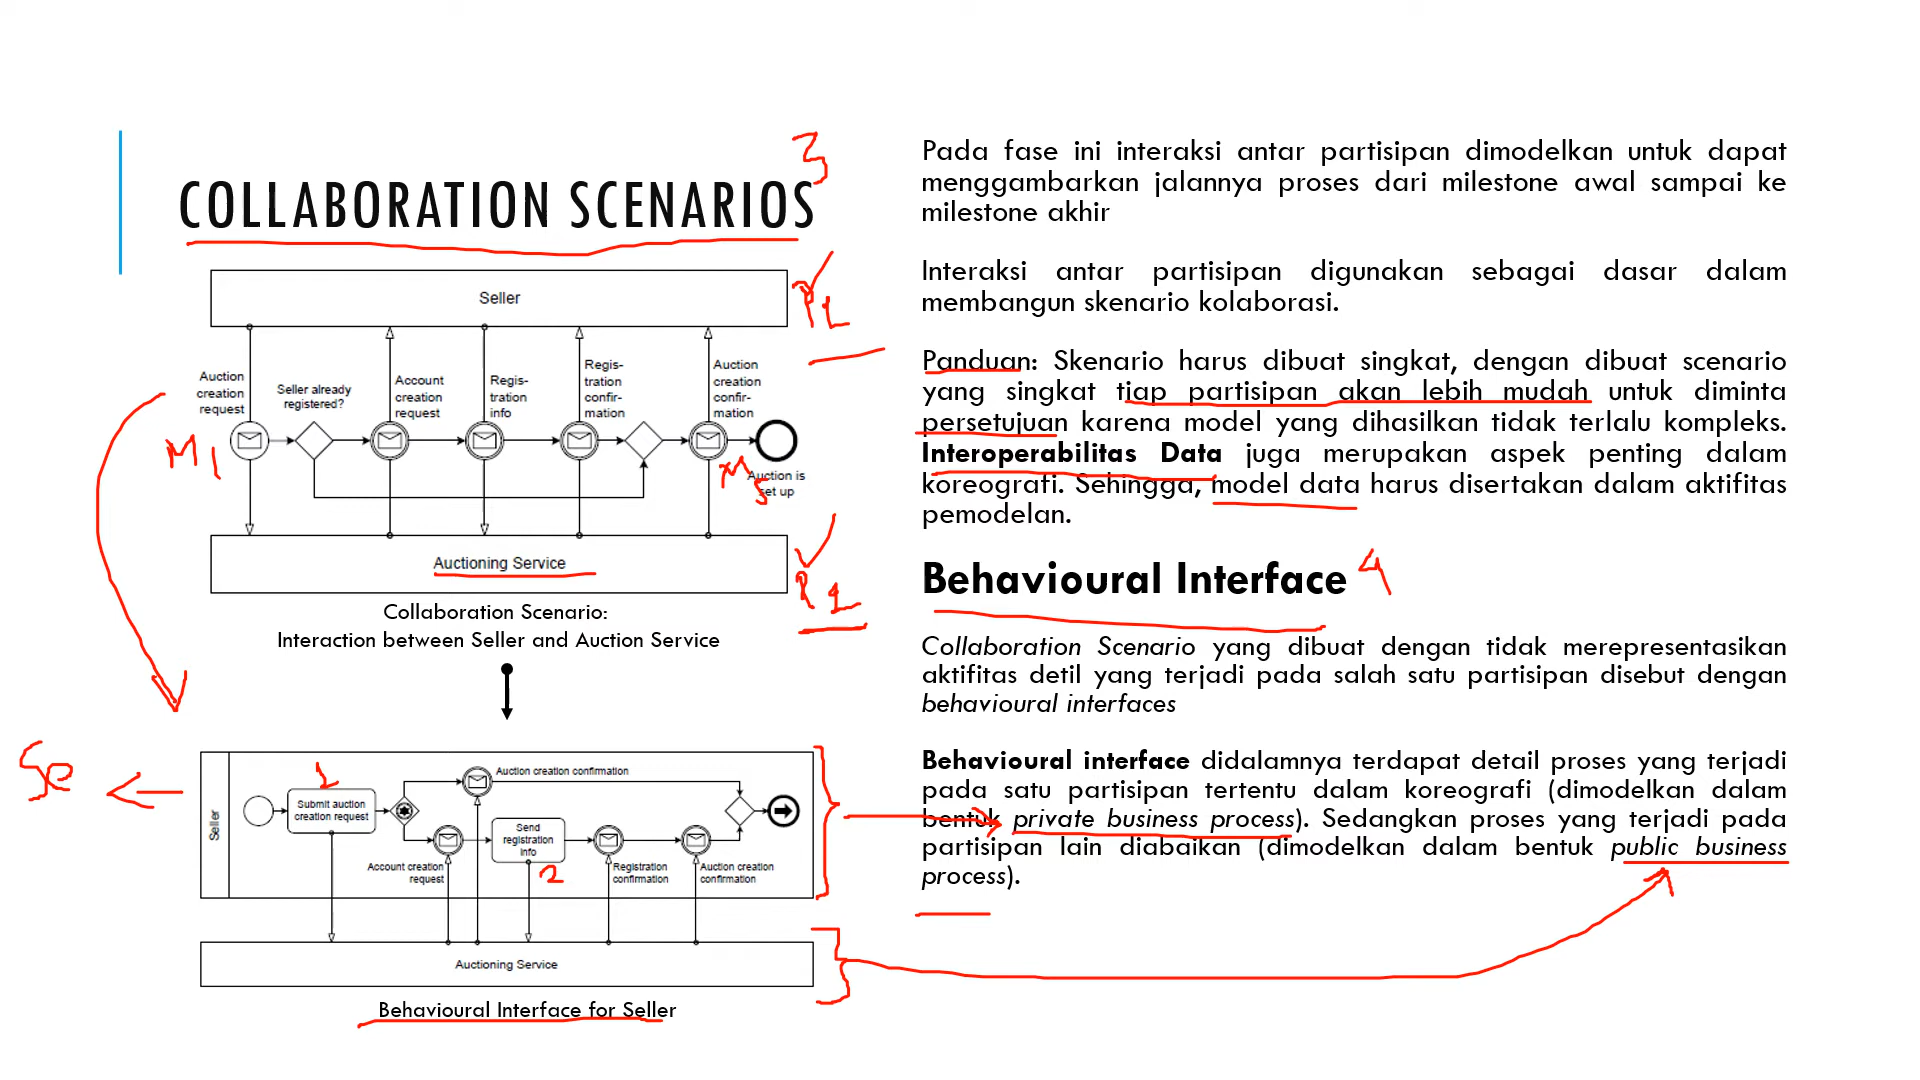 COLLABORATION SCENARIOS
3
Seller
Auction
creation
request
Seller already
registered?
Account
creation
request
Regis-
tration
info
Regis-
tration
confir-
mation
Auction
creation
confir-
mation
M1
M5
Auction is
set up
Auctioning Service
Collaboration Scenario:
Interaction between Seller and Auction Service
Se
Seller
1
Submit auction
creation request
Auction creation confirmation
Account creation
request
Send
registration
info
2
Registration
confirmation
Auction creation
confirmation
Auctioning Service
Behavioural Interface for Seller
Pada fase ini interaksi antar partisipan dimodelkan untuk dapat
menggambarkan jalannya proses dari milestone awal sampai ke
milestone akhir
Interaksi antar partisipan digunakan sebagai dasar dalam
membangun skenario kolaborasi.
Panduan: Skenario harus dibuat singkat, dengan dibuat scenario
yang singkat tiap partisipan akan lebih mudah untuk diminta
persetujuan karena model yang dihasilkan tidak terlalu kompleks.
Interoperabilitas Data juga merupakan aspek penting dalam
koreografi. Sehingga, model data harus disertakan dalam aktifitas
pemodelan.
Behavioural Interface 4
Collaboration Scenario yang dibuat dengan tidak merepresentasikan
aktifitas detil yang terjadi pada salah satu partisipan disebut dengan
behavioural interfaces
Behavioural interface didalamnya terdapat detail proses yang terjadi
pada satu partisipan tertentu dalam koreografi (dimodelkan dalam
bentuk private business process). Sedangkan proses yang terjadi pada
partisipan lain diabaikan (dimodelkan dalam bentuk public business
process).